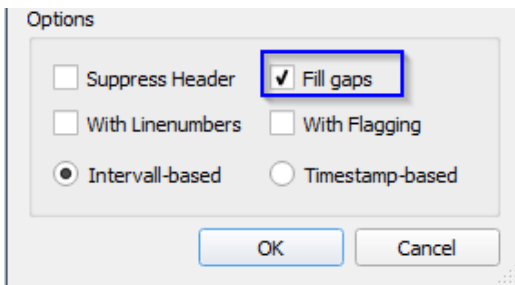 Options
Suppress Header Fill gaps
With Linenumbers With Flagging
Intervall-based Timestamp-based
OK Cancel